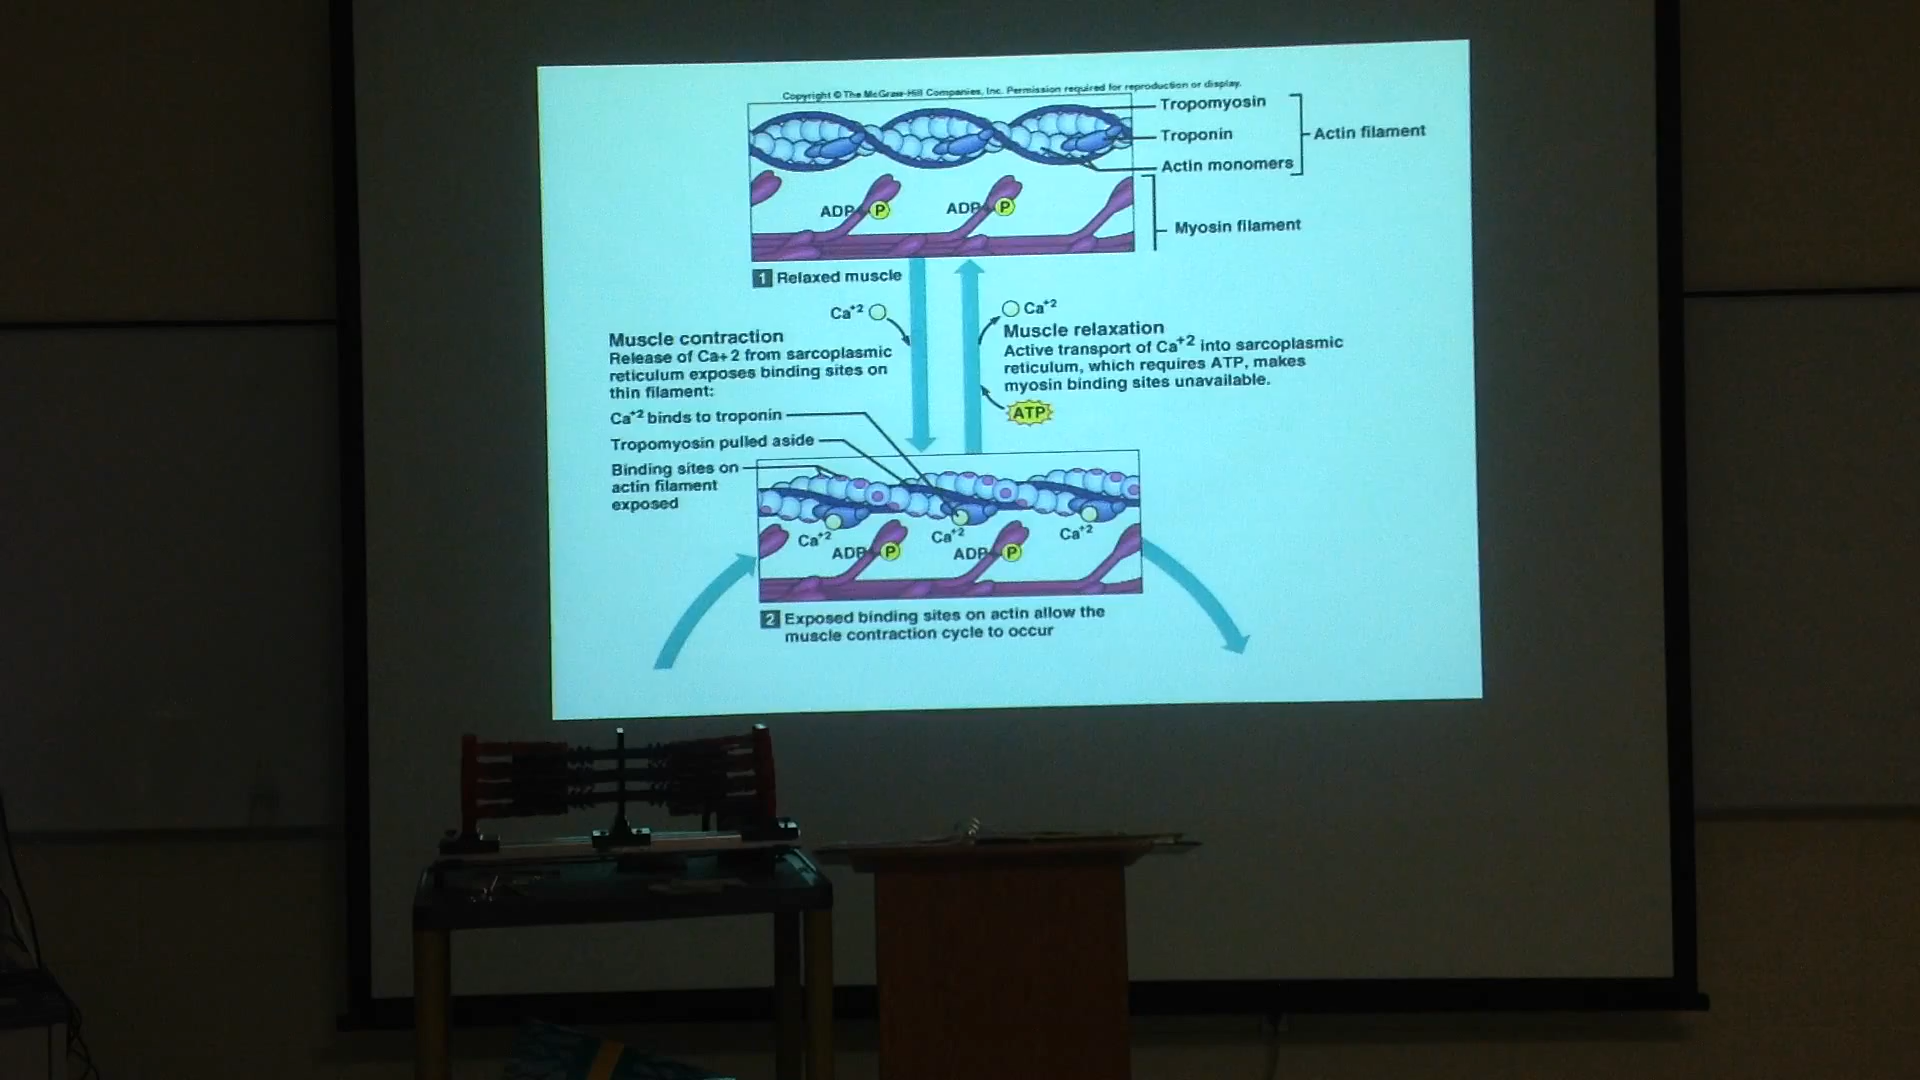 Copyright © The McGraw-Hill Companies, Inc. Permission required for reproduction or display.
Tropomyosin
Troponin
Actin monomers
Actin filament
ADP P
ADP P
Myosin filament
1 Relaxed muscle
Ca+2
Ca+2
Muscle contraction
Release of Ca+2 from sarcoplasmic
reticulum exposes binding sites on
thin filament:
Muscle relaxation
Active transport of Ca+2 into sarcoplasmic
reticulum, which requires ATP, makes
myosin binding sites unavailable.
ATP
Ca+2 binds to troponin
Tropomyosin pulled aside
Binding sites on
actin filament
exposed
Ca+2
Ca+2
Ca+2
ADP P
ADP P
2 Exposed binding sites on actin allow the
muscle contraction cycle to occur